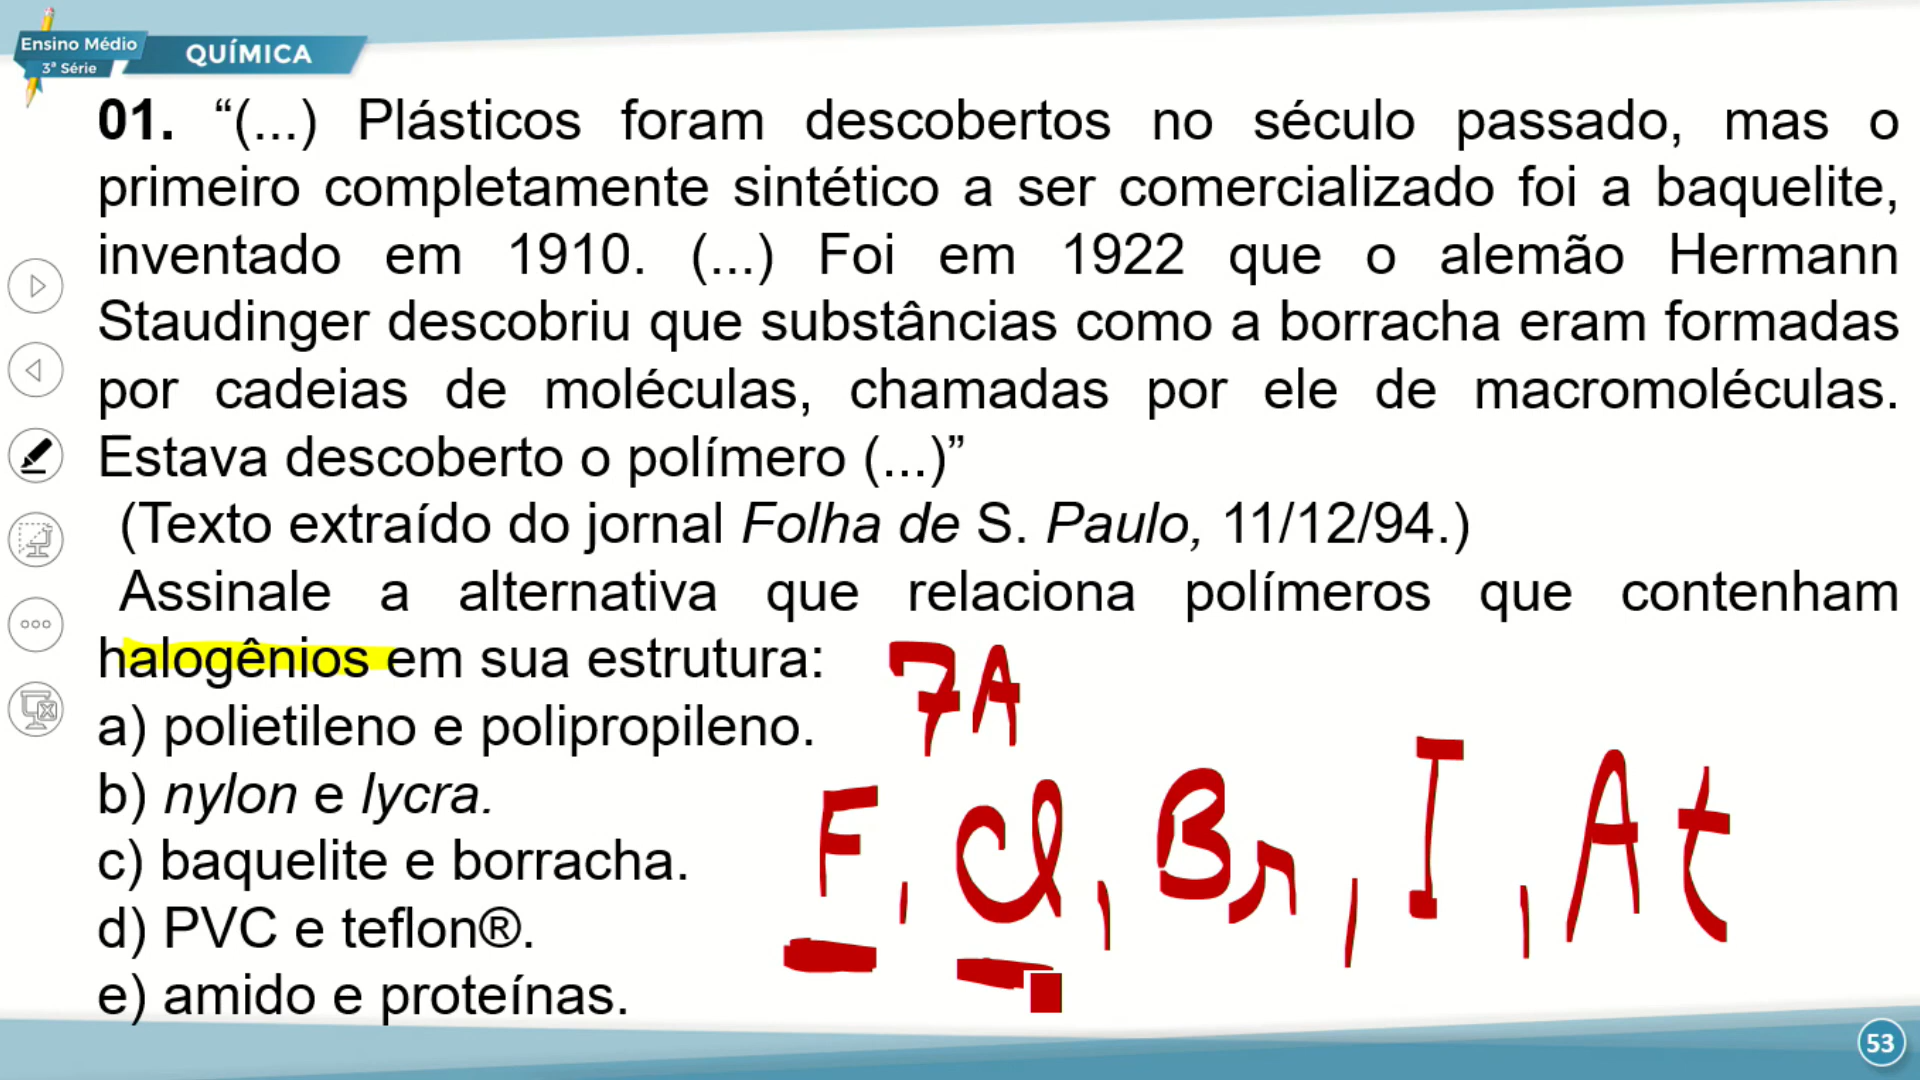 Ensino Médio
3ª Série
QUÍMICA
01. “(...) Plásticos foram descobertos no século passado, mas o
primeiro completamente sintético a ser comercializado foi a baquelite,
inventado em 1910. (...) Foi em 1922 que o alemão Hermann
Staudinger descobriu que substâncias como a borracha eram formadas
por cadeias de moléculas, chamadas por ele de macromoléculas.
Estava descoberto o polímero (...)”
(Texto extraído do jornal Folha de S. Paulo, 11/12/94.)
Assinale a alternativa que relaciona polímeros que contenham
halogênios em sua estrutura:
7A
a) polietileno e polipropileno.
b) nylon e lycra.
F, Cl, Br, I, At
c) baquelite e borracha.
d) PVC e teflon®.
e) amido e proteínas.
53